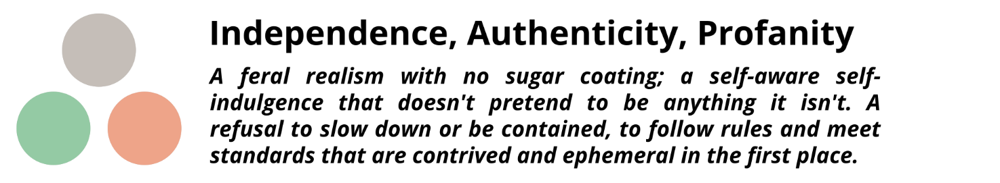 Independence, Authenticity, Profanity
A feral realism with no sugar coating; a self-aware self-
indulgence that doesn't pretend to be anything it isn't. A
refusal to slow down or be contained, to follow rules and meet
standards that are contrived and ephemeral in the first place.